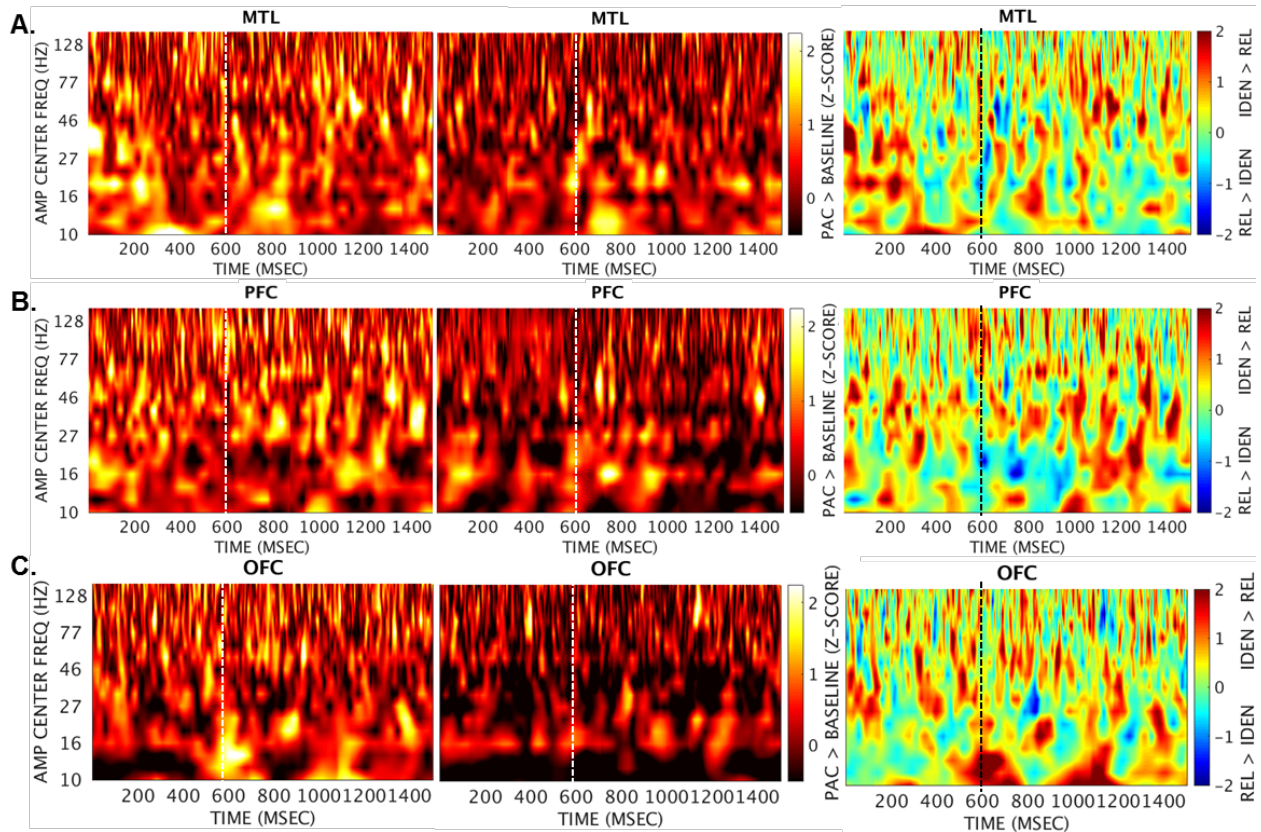 A.
MTL
MTL
MTL
AMP CENTER FREQ (HZ)
128
77
46
27
16
10
200 400 600 800 1000 1200 1400
TIME (MSEC)
200 400 600 800 1000 1200 1400
TIME (MSEC)
2
1
0
PAC > BASELINE (Z-SCORE)
200 400 600 800 1000 1200 1400
TIME (MSEC)
2
1
0
-1
-2
REL > IDEN IDEN > REL
B.
PFC
PFC
PFC
AMP CENTER FREQ (HZ)
128
77
46
27
16
10
200 400 600 800 1000 1200 1400
TIME (MSEC)
200 400 600 800 1000 1200 1400
TIME (MSEC)
2
1
0
PAC > BASELINE (Z-SCORE)
200 400 600 800 1000 1200 1400
TIME (MSEC)
2
1
0
-1
-2
REL > IDEN IDEN > REL
C.
OFC
OFC
OFC
AMP CENTER FREQ (HZ)
128
77
46
27
16
10
200 400 600 800 1000 1200 1400
TIME (MSEC)
200 400 600 800 1000 1200 1400
TIME (MSEC)
2
1
0
PAC > BASELINE (Z-SCORE)
200 400 600 800 1000 1200 1400
TIME (MSEC)
2
1
0
-1
-2
REL > IDEN IDEN > REL